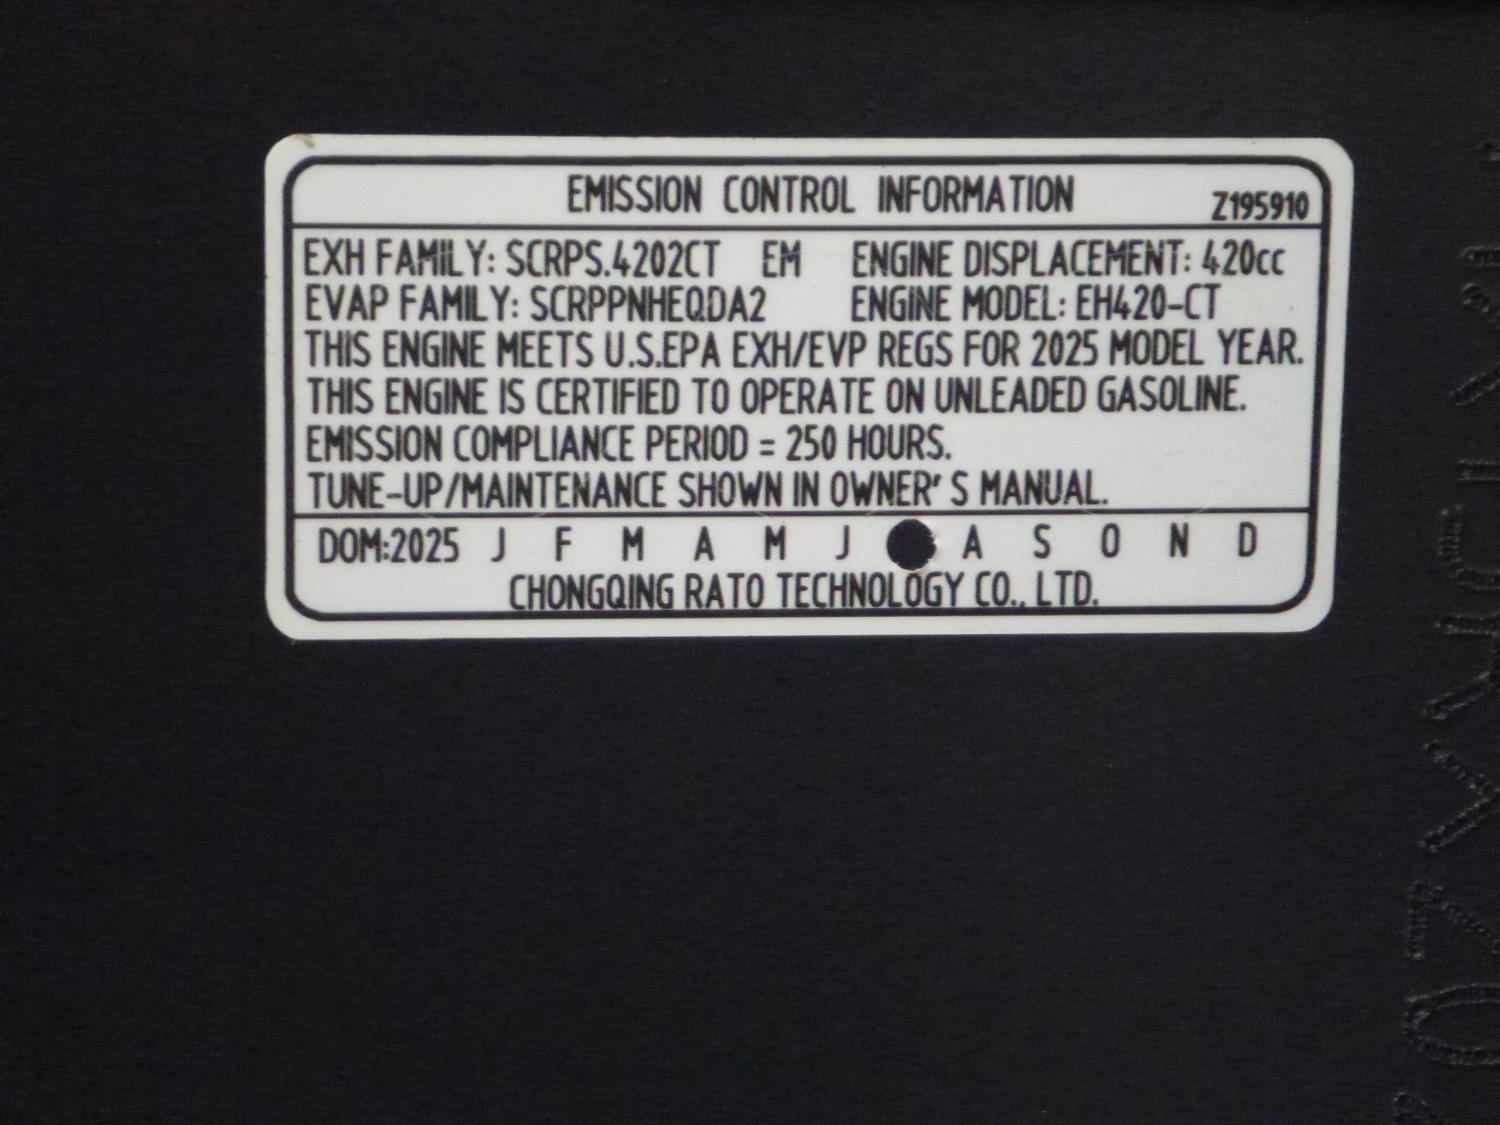 EMISSION CONTROL INFORMATION Z195910
EXH FAMILY: SCRPS.4202CT EM ENGINE DISPLACEMENT: 420cc
EVAP FAMILY: SCRPPNHEQDA2 ENGINE MODEL: EH420-CT
THIS ENGINE MEETS U.S.EPA EXH/EVP REGS FOR 2025 MODEL YEAR.
THIS ENGINE IS CERTIFIED TO OPERATE ON UNLEADED GASOLINE.
EMISSION COMPLIANCE PERIOD = 250 HOURS.
TUNE-UP/MAINTENANCE SHOWN IN OWNER' S MANUAL.
DOM:2025 J F M A M J A S O N D
CHONGQING RATO TECHNOLOGY CO., LTD.